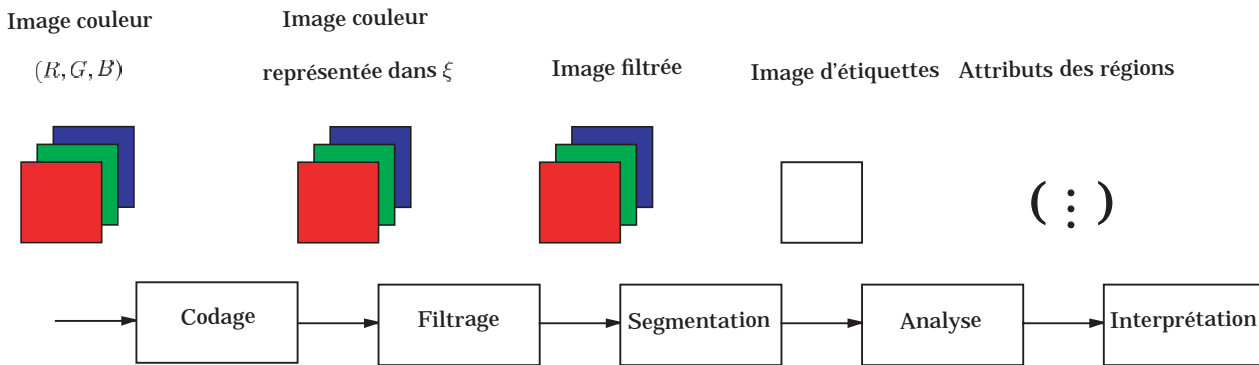 Image couleur
(R, G, B)
Image couleur
représentée dans ξ
Image filtrée
Image d'étiquettes
Attributs des régions
( ⋮ )
Codage
Filtrage
Segmentation
Analyse
Interprétation